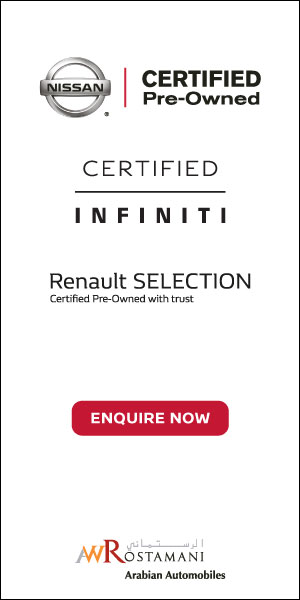 NISSAN
®
CERTIFIED
Pre-Owned
CERTIFIED
INFINITI
Renault SELECTION
Certified Pre-Owned with trust
ENQUIRE NOW
الرستماني
AWROSTAMANI
Arabian Automobiles